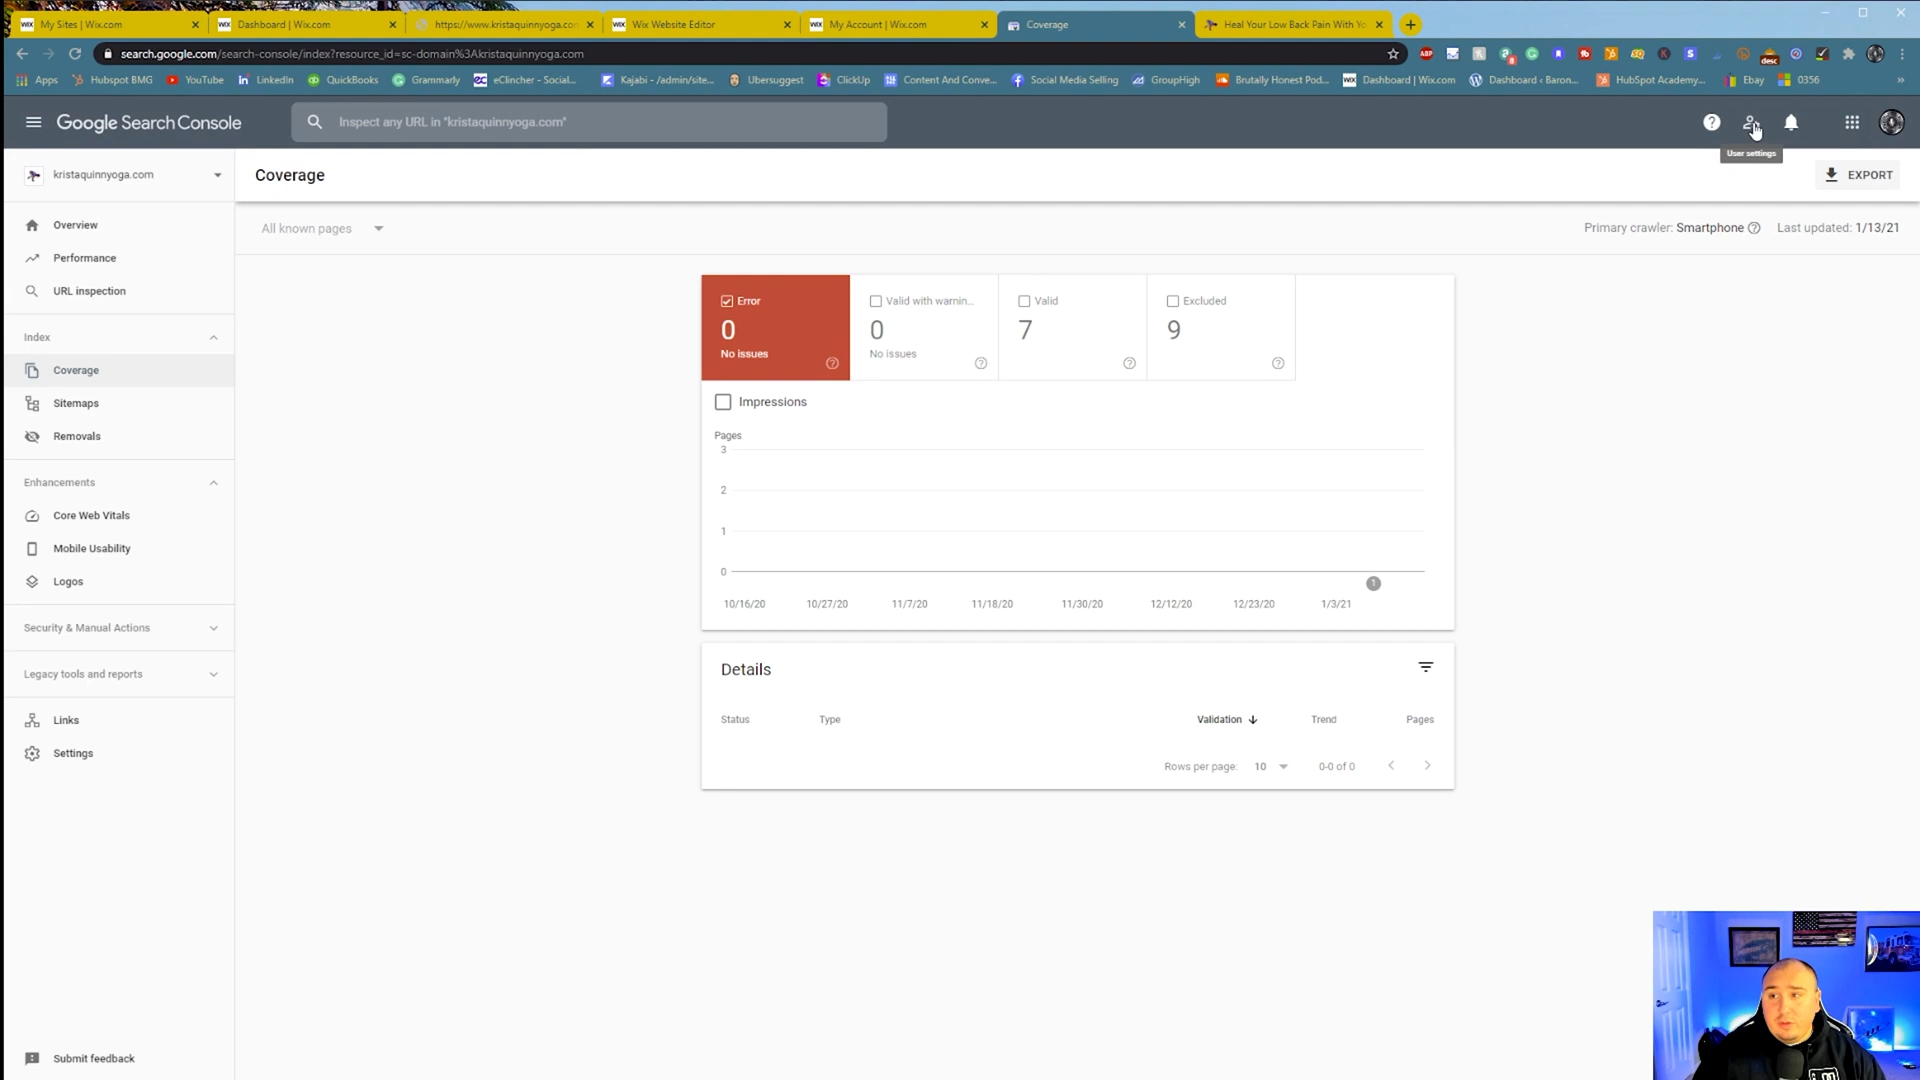 WIX My Sites | Wix.com
WIX Dashboard | Wix.com
https://www.kristaquinnyoga.con
WIX Wix Website Editor
WIX My Account | Wix.com
Coverage
Heal Your Low Back Pain With Yo
search.google.com/search-console/index?resource_id=sc-domain%3Akristaquinnyoga.com
Apps
Hubspot BMG
YouTube
LinkedIn
QuickBooks
Grammarly
eClincher - Social...
Kajabi - /admin/site...
Ubersuggest
ClickUp
Content And Conve...
Social Media Selling
GroupHigh
Brutally Honest Pod...
WIX Dashboard | Wix.com
Dashboard ‹ Baron...
HubSpot Academy...
Ebay
0356
Google Search Console
Inspect any URL in "kristaquinnyoga.com"
User settings
kristaquinnyoga.com
Coverage
EXPORT
All known pages
Primary crawler: Smartphone
Last updated: 1/13/21
Overview
Performance
URL inspection
Index
Coverage
Sitemaps
Removals
Enhancements
Core Web Vitals
Mobile Usability
Logos
Security & Manual Actions
Legacy tools and reports
Links
Settings
Submit feedback
Error
0
No issues
Valid with warnin...
0
No issues
Valid
7
Excluded
9
Impressions
Pages
3
2
1
0
1
10/16/20 10/27/20 11/7/20 11/18/20 11/30/20 12/12/20 12/23/20 1/3/21
Details
Status Type Validation Trend Pages
Rows per page: 10 0-0 of 0